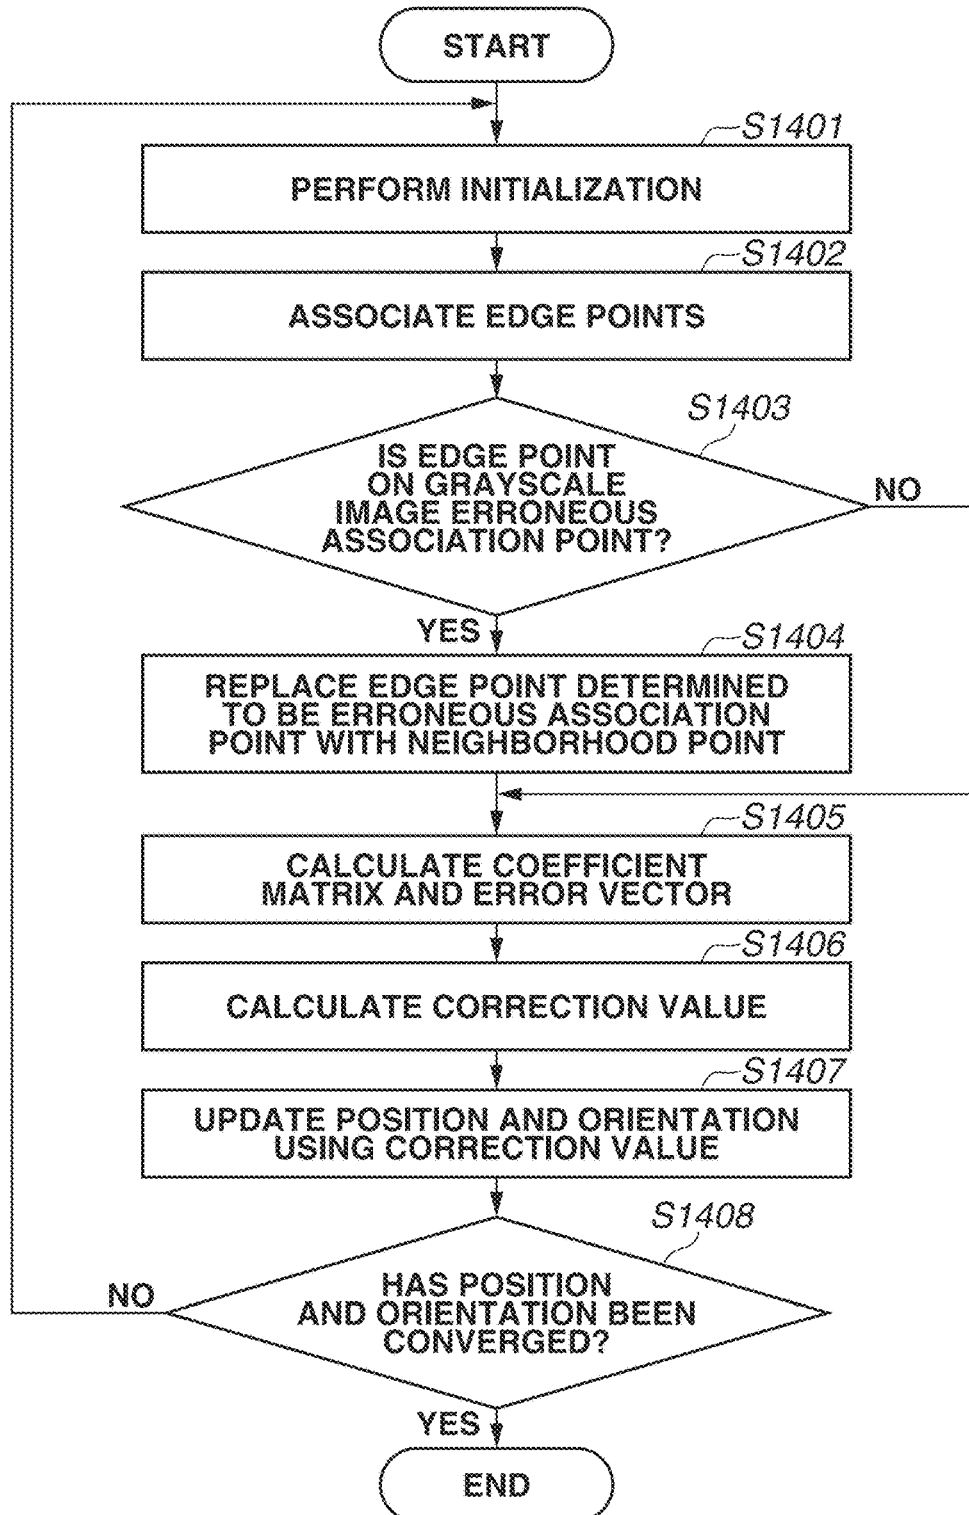 START
S1401
PERFORM INITIALIZATION
S1402
ASSOCIATE EDGE POINTS
S1403
IS EDGE POINT
ON GRAYSCALE
IMAGE ERRONEOUS
ASSOCIATION POINT?
NO
YES
S1404
REPLACE EDGE POINT DETERMINED
TO BE ERRONEOUS ASSOCIATION
POINT WITH NEIGHBORHOOD POINT
S1405
CALCULATE COEFFICIENT
MATRIX AND ERROR VECTOR
S1406
CALCULATE CORRECTION VALUE
S1407
UPDATE POSITION AND ORIENTATION
USING CORRECTION VALUE
S1408
HAS POSITION
AND ORIENTATION BEEN
CONVERGED?
NO
YES
END